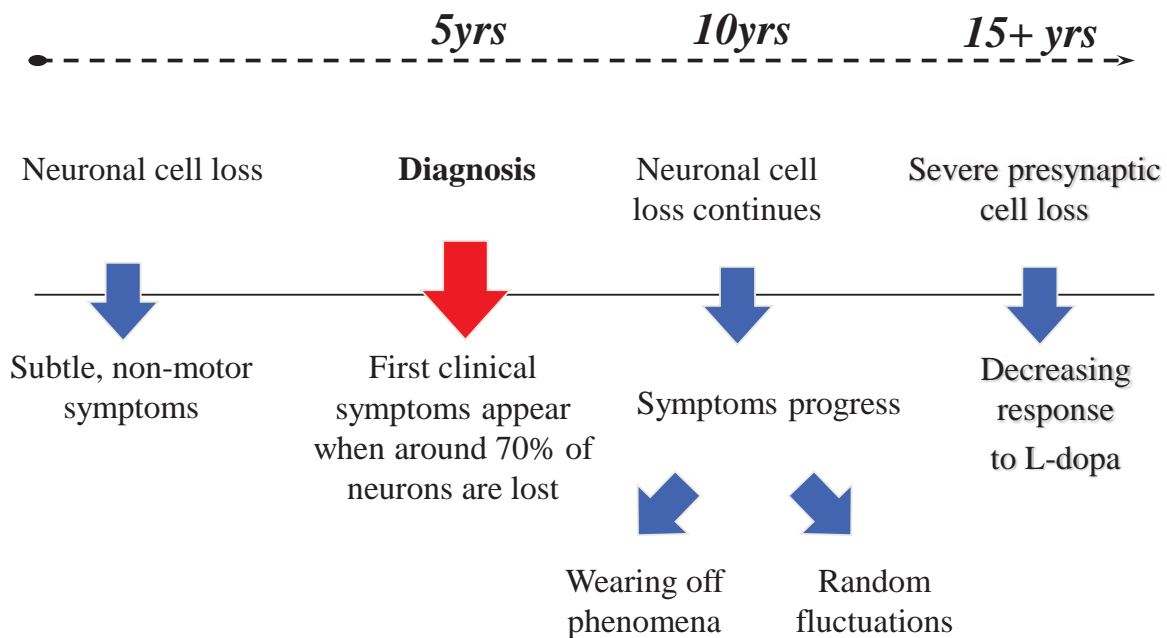 5yrs
10yrs
15+ yrs
Neuronal cell loss
Diagnosis
Neuronal cell
loss continues
Severe presynaptic
cell loss
Subtle, non-motor
symptoms
First clinical
symptoms appear
when around 70% of
neurons are lost
Symptoms progress
Decreasing
response
to L-dopa
Wearing off
phenomena
Random
fluctuations